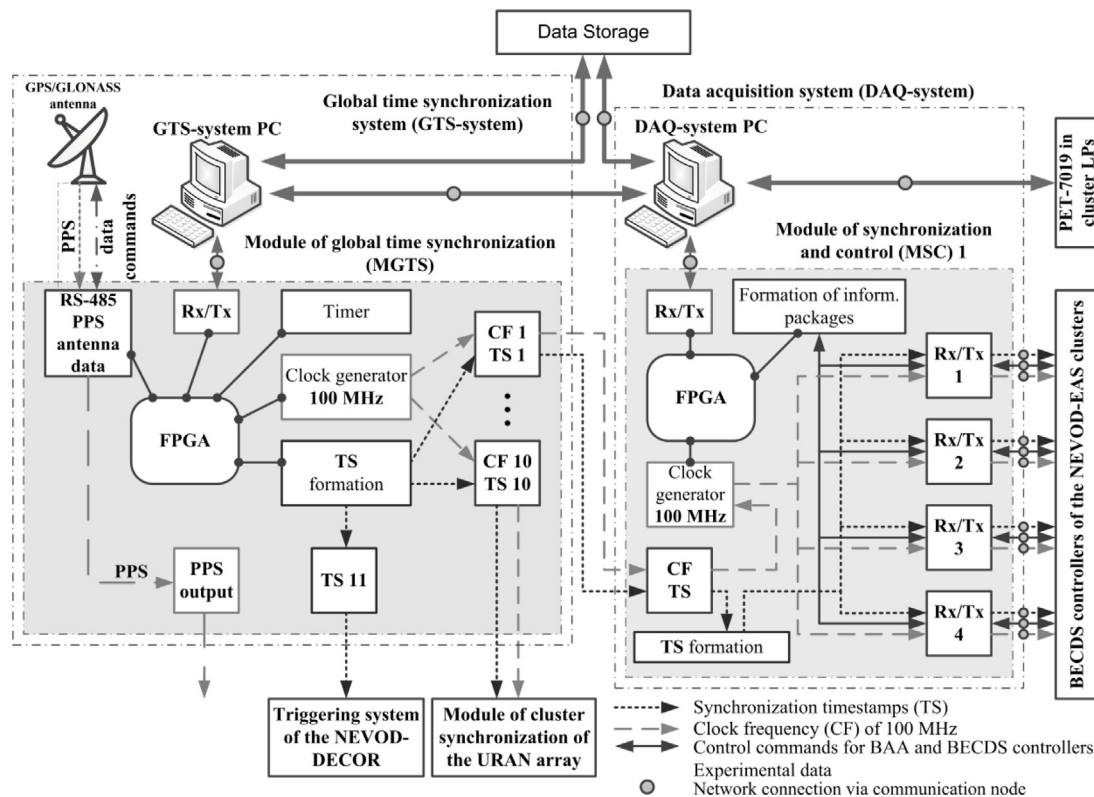 Data Storage
GPS/GLONASS
antenna
Global time synchronization
system (GTS-system)
GTS-system PC
Data acquisition system (DAQ-system)
DAQ-system PC
PET-7019 in
cluster LPs
PPS
data
commands
Module of global time synchronization
(MGTS)
Module of synchronization
and control (MSC) 1
RS-485
PPS
antenna
data
Rx/Tx
Timer
Clock generator
100 MHz
FPGA
TS
formation
CF 1
TS 1
CF 10
TS 10
PPS
PPS
output
TS 11
Rx/Tx
Formation of inform.
packages
FPGA
Clock
generator
100 MHz
CF
TS
TS formation
Rx/Tx
1
Rx/Tx
2
Rx/Tx
3
Rx/Tx
4
BECDS controllers of the NEVOD-EAS clusters
Triggering system
of the NEVOD-
DECOR
Module of cluster
synchronization of
the URAN array
Synchronization timestamps (TS)
Clock frequency (CF) of 100 MHz
Control commands for BAA and BECDS controllers
Experimental data
Network connection via communication node